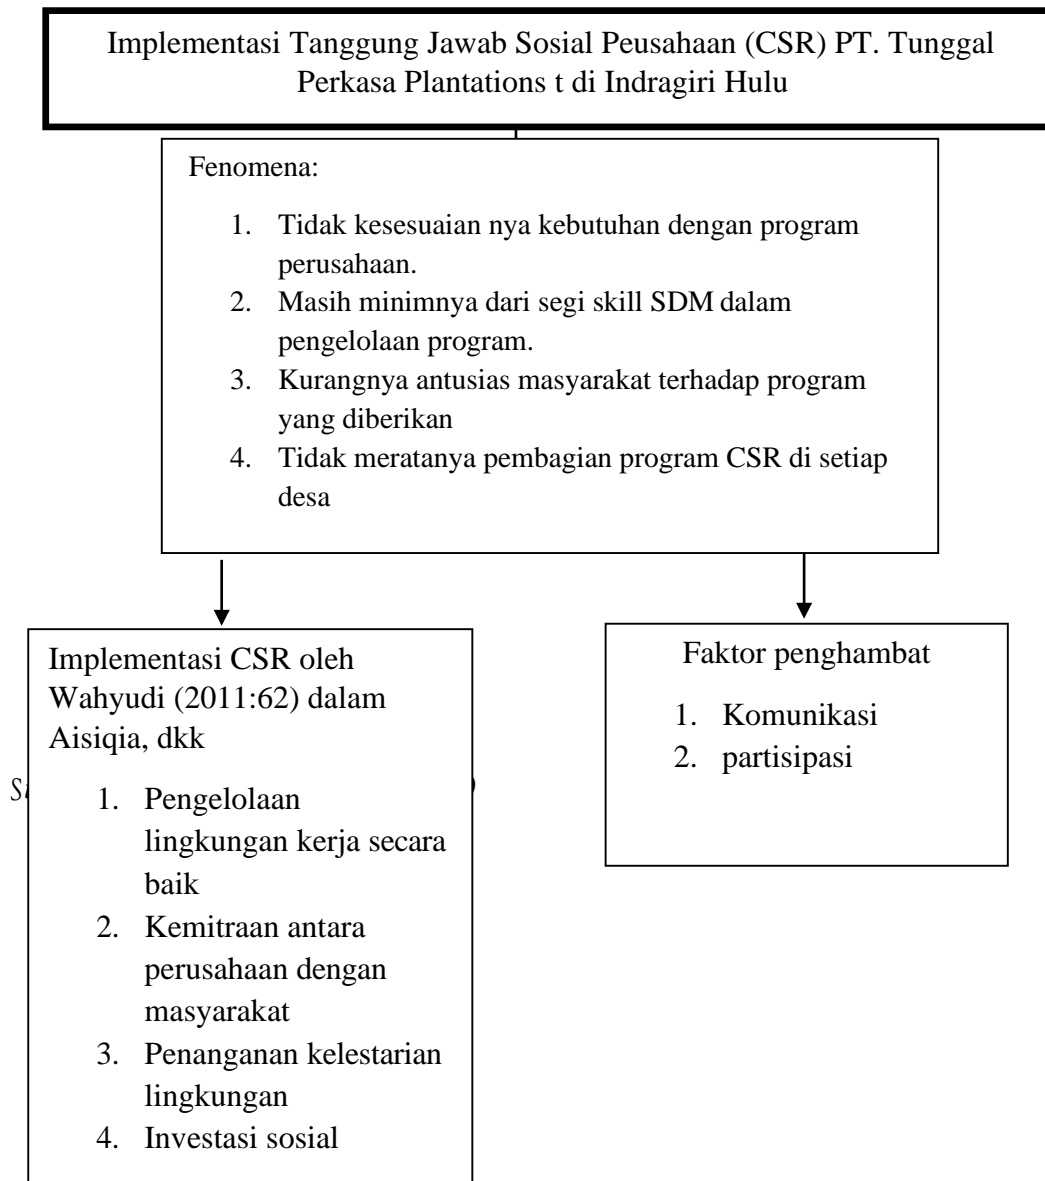 Implementasi Tanggung Jawab Sosial Peusahaan (CSR) PT. Tunggal
Perkasa Plantations t di Indragiri Hulu
Fenomena:
1. Tidak kesesuaian nya kebutuhan dengan program
perusahaan.
2. Masih minimnya dari segi skill SDM dalam
pengelolaan program.
3. Kurangnya antusias masyarakat terhadap program
yang diberikan
4. Tidak meratanya pembagian program CSR di setiap
desa
Implementasi CSR oleh
Wahyudi (2011:62) dalam
Aisiqia, dkk
1. Pengelolaan
lingkungan kerja secara
baik
2. Kemitraan antara
perusahaan dengan
masyarakat
3. Penanganan kelestarian
lingkungan
4. Investasi sosial
Faktor penghambat
1. Komunikasi
2. partisipasi